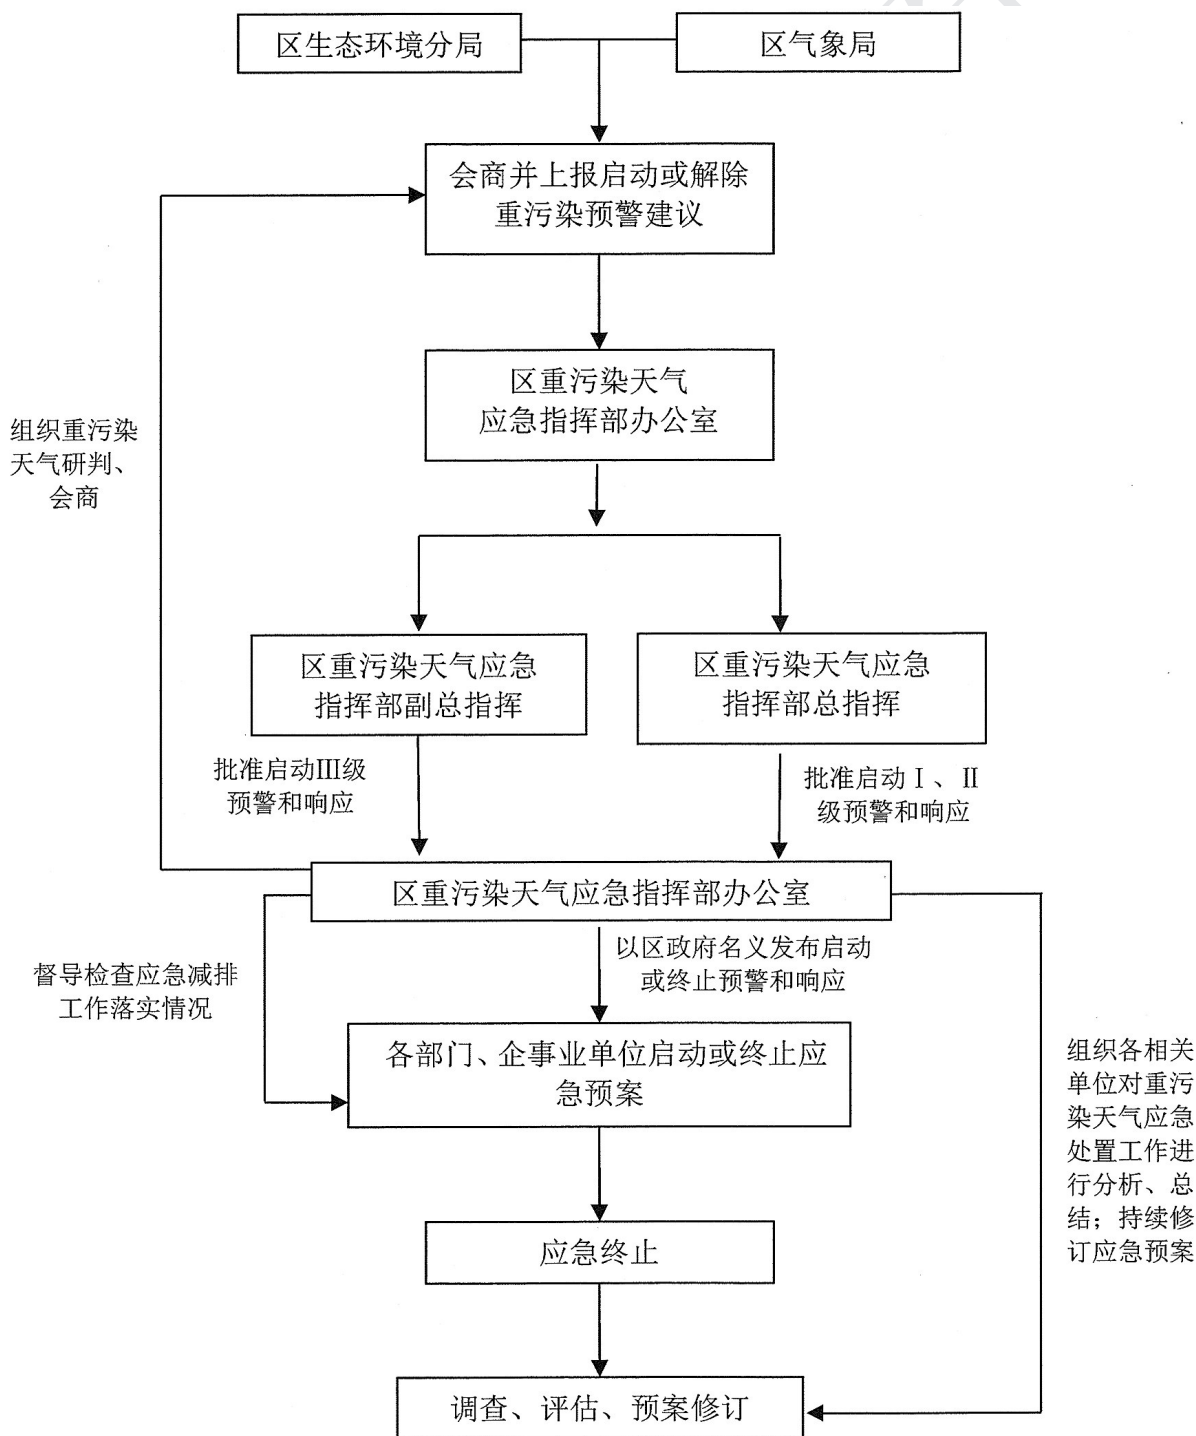 区生态环境分局
区气象局
会商并上报启动或解除
重污染预警建议
区重污染天气
应急指挥部办公室
组织重污染
天气研判、
会商
区重污染天气应急
指挥部副总指挥
区重污染天气应急
指挥部总指挥
批准启动Ⅲ级
预警和响应
批准启动Ⅰ、Ⅱ
级预警和响应
区重污染天气应急指挥部办公室
以区政府名义发布启动
或终止预警和响应
督导检查应急减排
工作落实情况
各部门、企事业单位启动或终止应
急预案
组织各相关
单位对重污
染天气应急
处置工作进
行分析、总
结；持续修
订应急预案
应急终止
调查、评估、预案修订